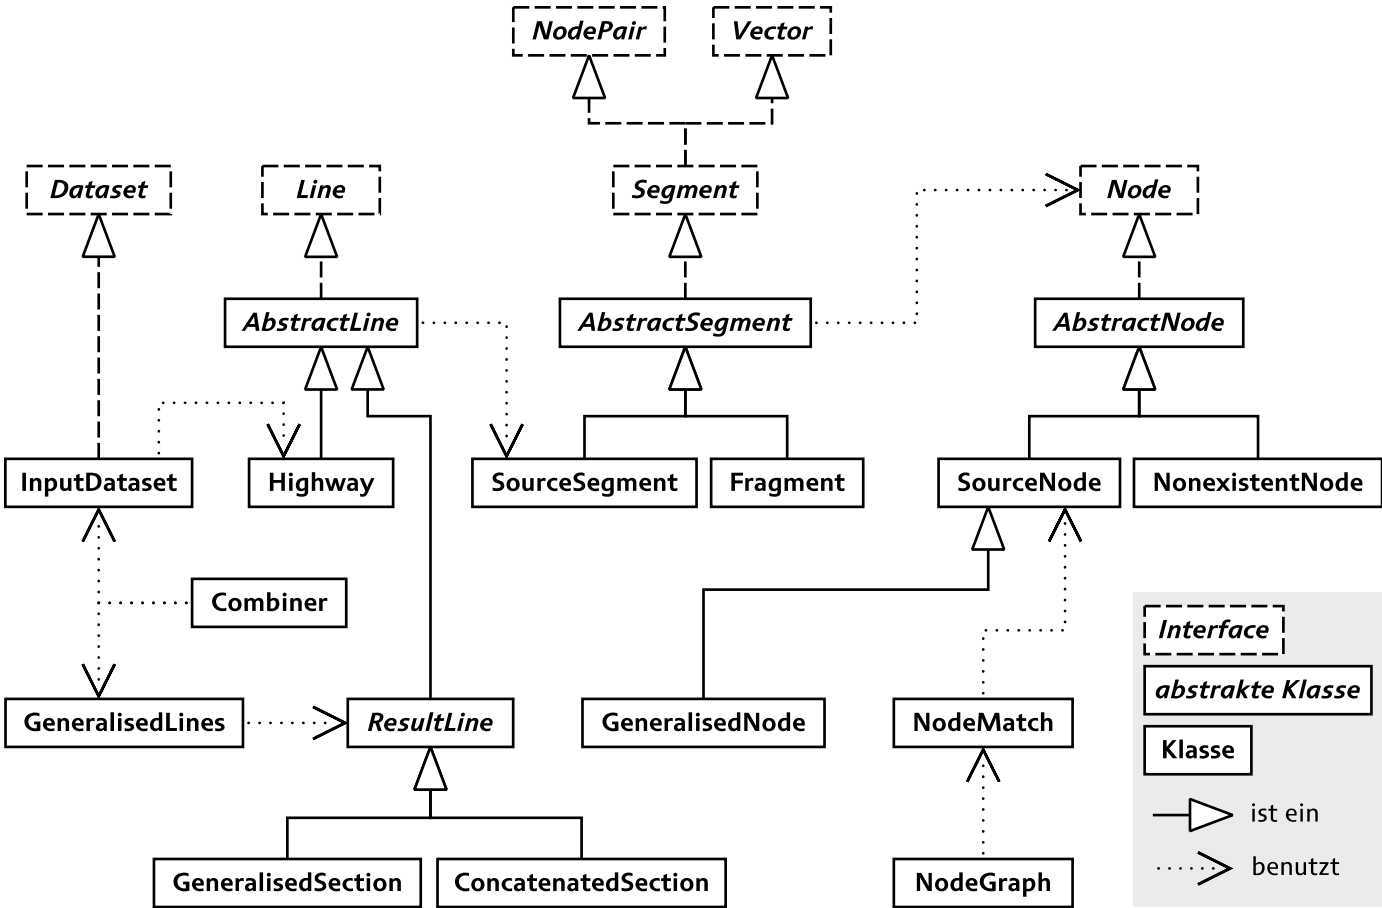 NodePair
Vector
Dataset
Line
Segment
Node
AbstractLine
AbstractSegment
AbstractNode
InputDataset
Highway
SourceSegment
Fragment
SourceNode
NonexistentNode
Combiner
GeneralisedLines
ResultLine
GeneralisedNode
NodeMatch
GeneralisedSection
ConcatenatedSection
NodeGraph
Interface
abstrakte Klasse
Klasse
ist ein
benutzt